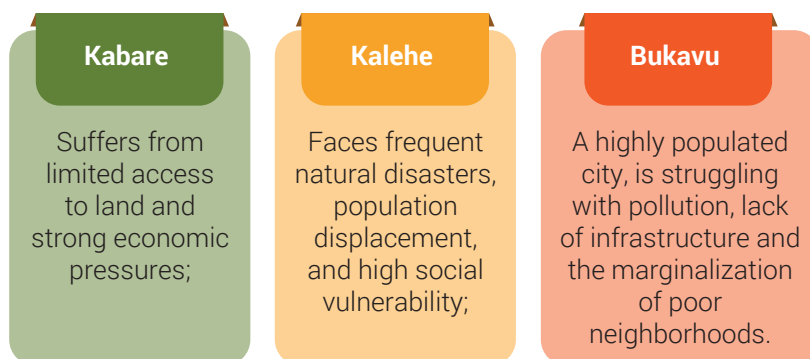 Kabare
Suffers from
limited access
to land and
strong economic
pressures;
Kalehe
Faces frequent
natural disasters,
population
displacement,
and high social
vulnerability;
Bukavu
A highly populated
city, is struggling
with pollution, lack
of infrastructure and
the marginalization
of poor
neighborhoods.